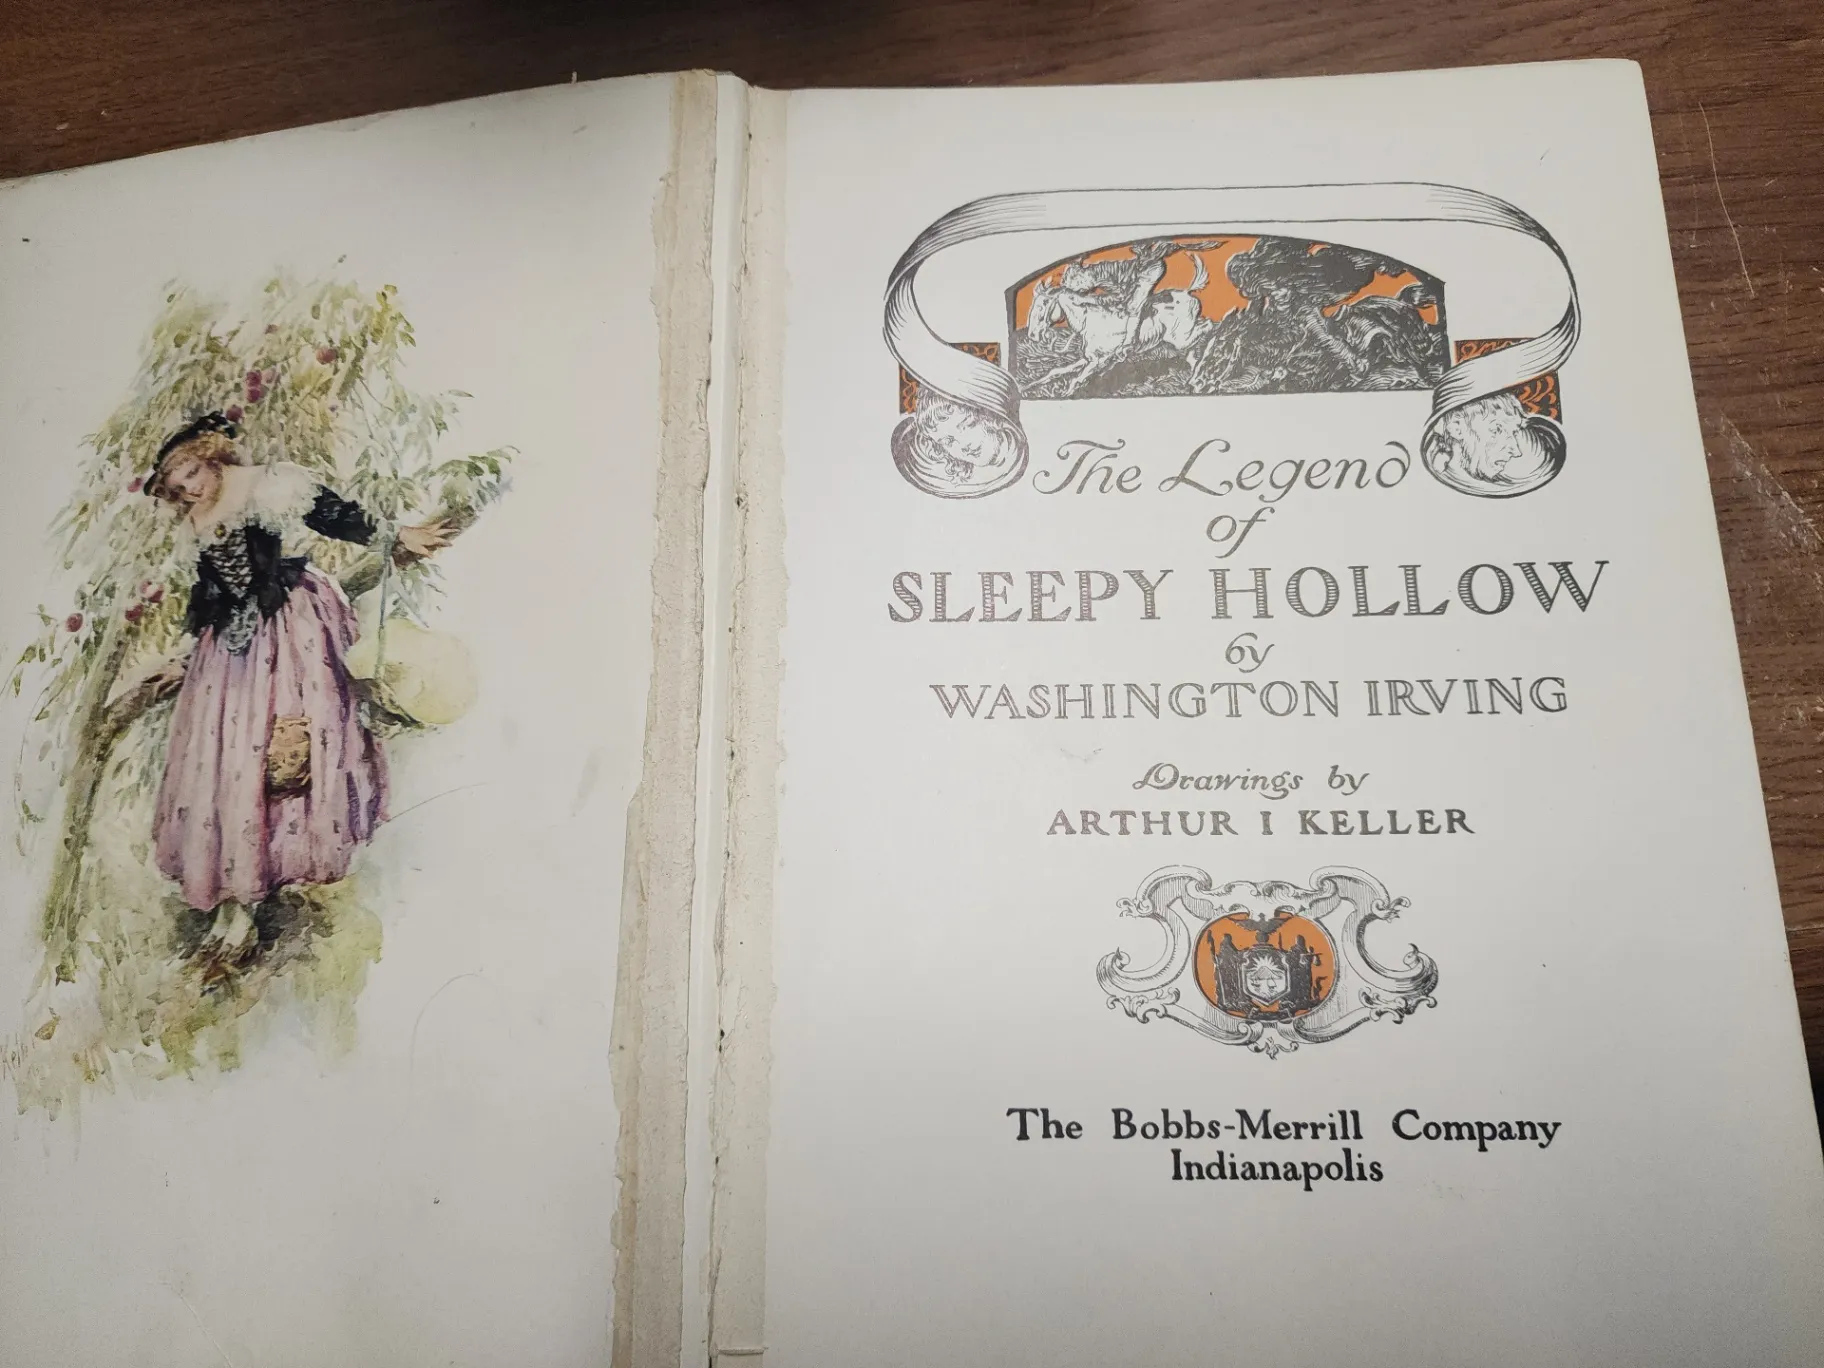 The Legend
of
SLEEPY HOLLOW
by
WASHINGTON IRVING
Drawings by
ARTHUR I KELLER
The Bobbs-Merrill Company
Indianapolis